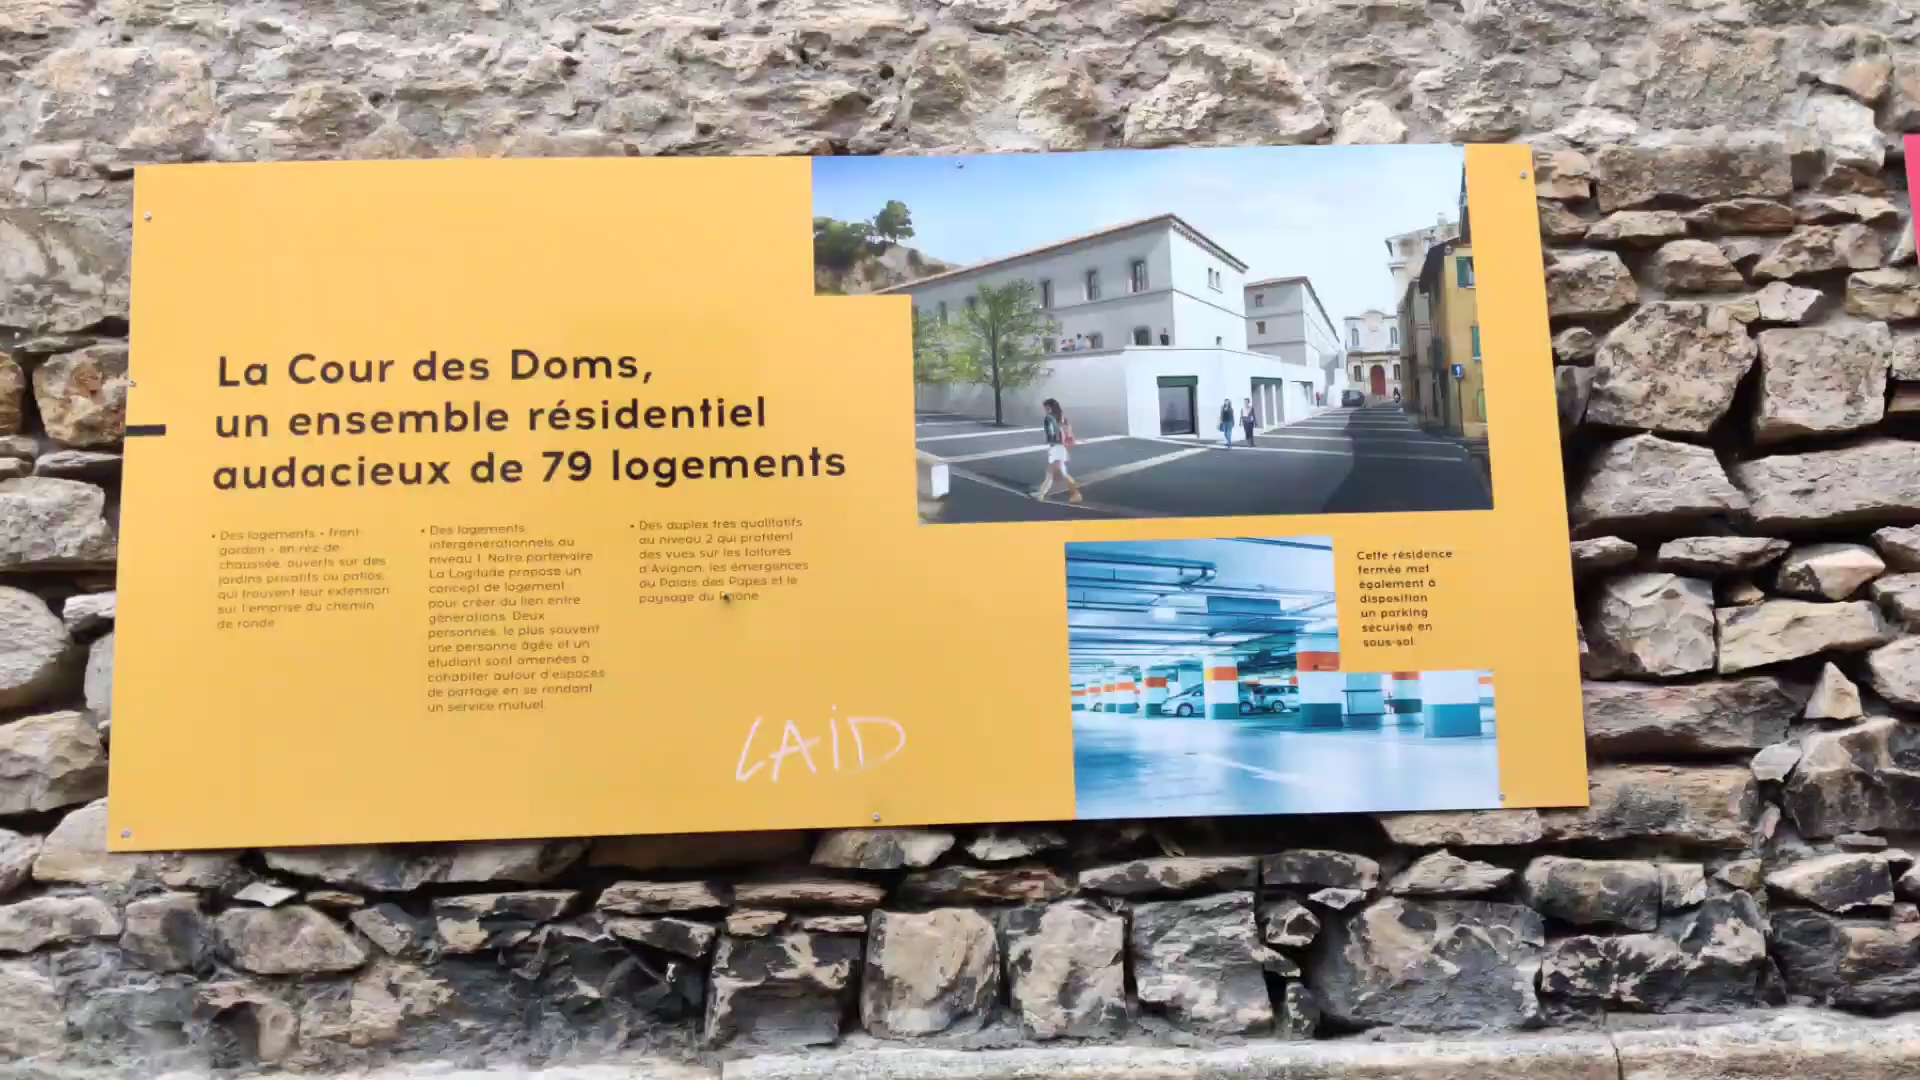 La Cour des Doms,
un ensemble résidentiel
audacieux de 79 logements
• Des logements « front
garden » en rez de
chaussée, ouverts sur des
jardins privatifs ou patios,
qui trouvent leur extension
sur l'emprise du chemin
de ronde
• Des logements
intergénérationnels au
niveau 1. Notre partenaire
La Logitude propose un
concept de logement
pour créer du lien entre
générations. Deux
personnes, le plus souvent
une personne âgée et un
étudiant sont amenées à
cohabiter autour d'espaces
de partage en se rendant
un service mutuel.
• Des duplex très qualitatifs
au niveau 2 qui profitent
des vues sur les toitures
d'Avignon, les émergences
du Palais des Papes et le
paysage du Rhône
Cette résidence
fermée met
également à
disposition
un parking
sécurisé en
sous-sol.
LAID